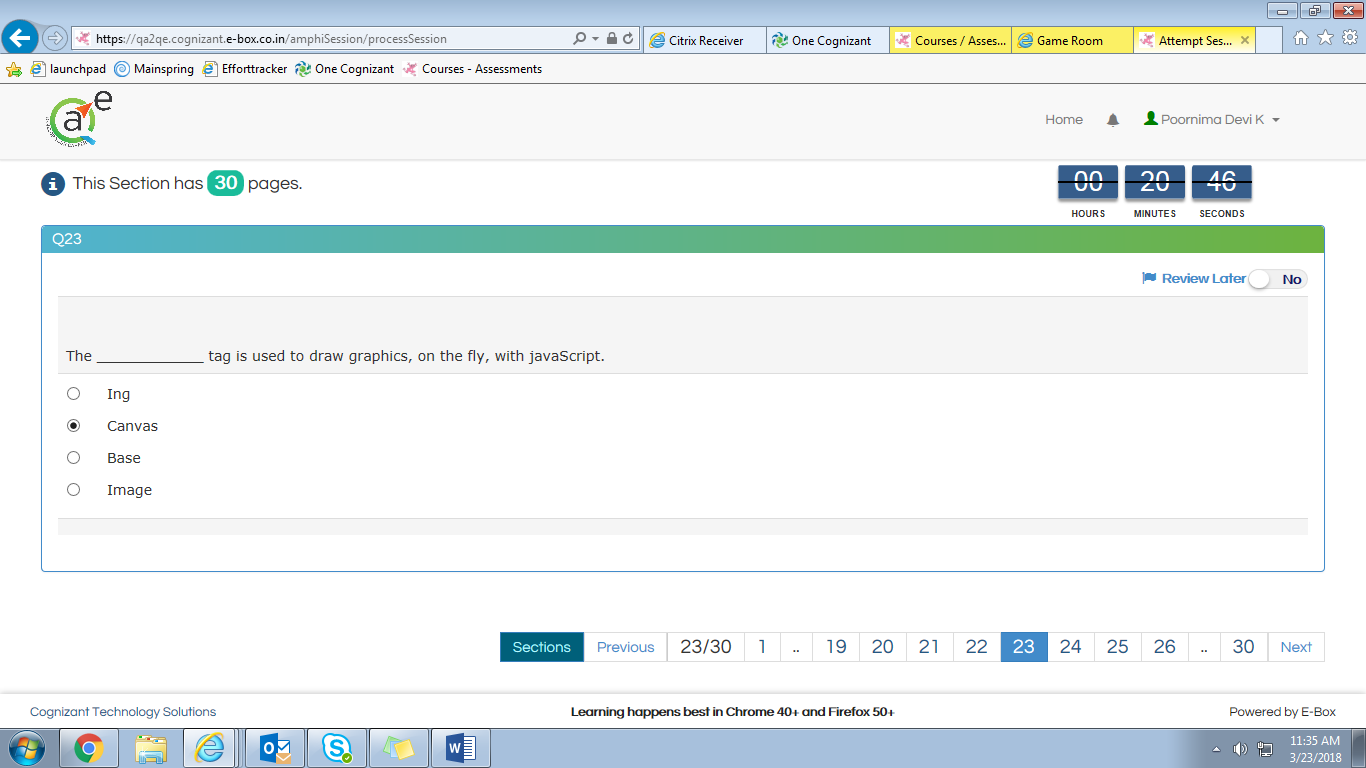 https://qa2qe.cognizant.e-box.co.in/amphiSession/processSession
Citrix Receiver
One Cognizant
Courses / Asses...
Game Room
Attempt Ses...
launchpad
Mainspring
Efforttracker
One Cognizant
Courses - Assessments
a e
Home
Poornima Devi K
This Section has 30 pages.
00 20 46
HOURS MINUTES SECONDS
Q23
Review Later No
The _____________ tag is used to draw graphics, on the fly, with javaScript.
Ing
Canvas
Base
Image
Sections Previous 23/30 1 .. 19 20 21 22 23 24 25 26 .. 30 Next
Cognizant Technology Solutions
Learning happens best in Chrome 40+ and Firefox 50+
Powered by E-Box
11:35 AM
3/23/2018